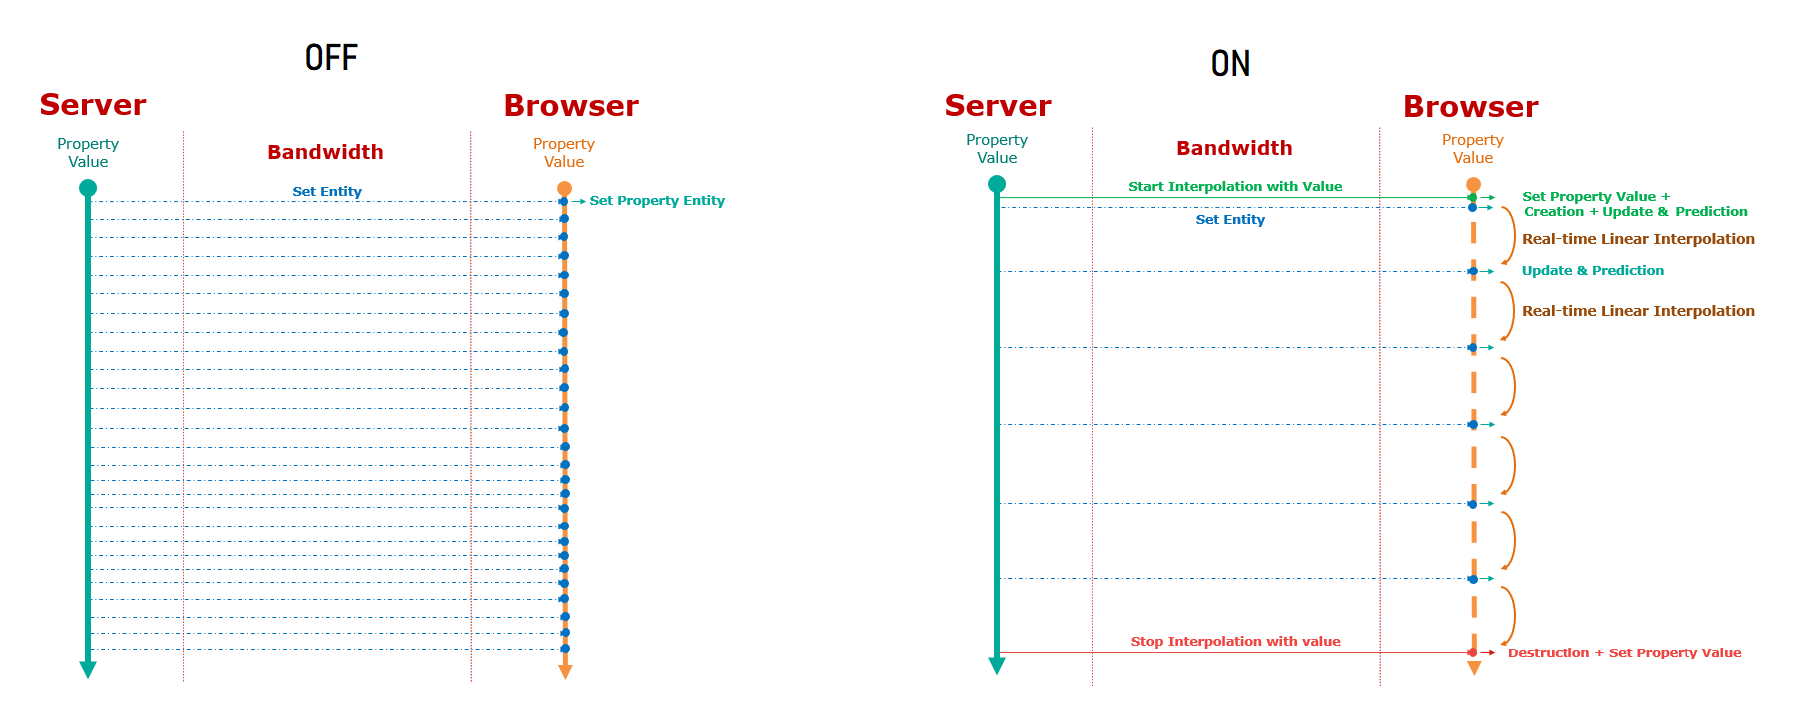 OFF
Server
Browser
Property
Value
Bandwidth
Property
Value
Set Entity
Set Property Entity
ON
Server
Browser
Property
Value
Bandwidth
Property
Value
Start Interpolation with Value
Set Property Value +
Creation + Update & Prediction
Set Entity
Real-time Linear Interpolation
Update & Prediction
Real-time Linear Interpolation
Stop Interpolation with value
Destruction + Set Property Value